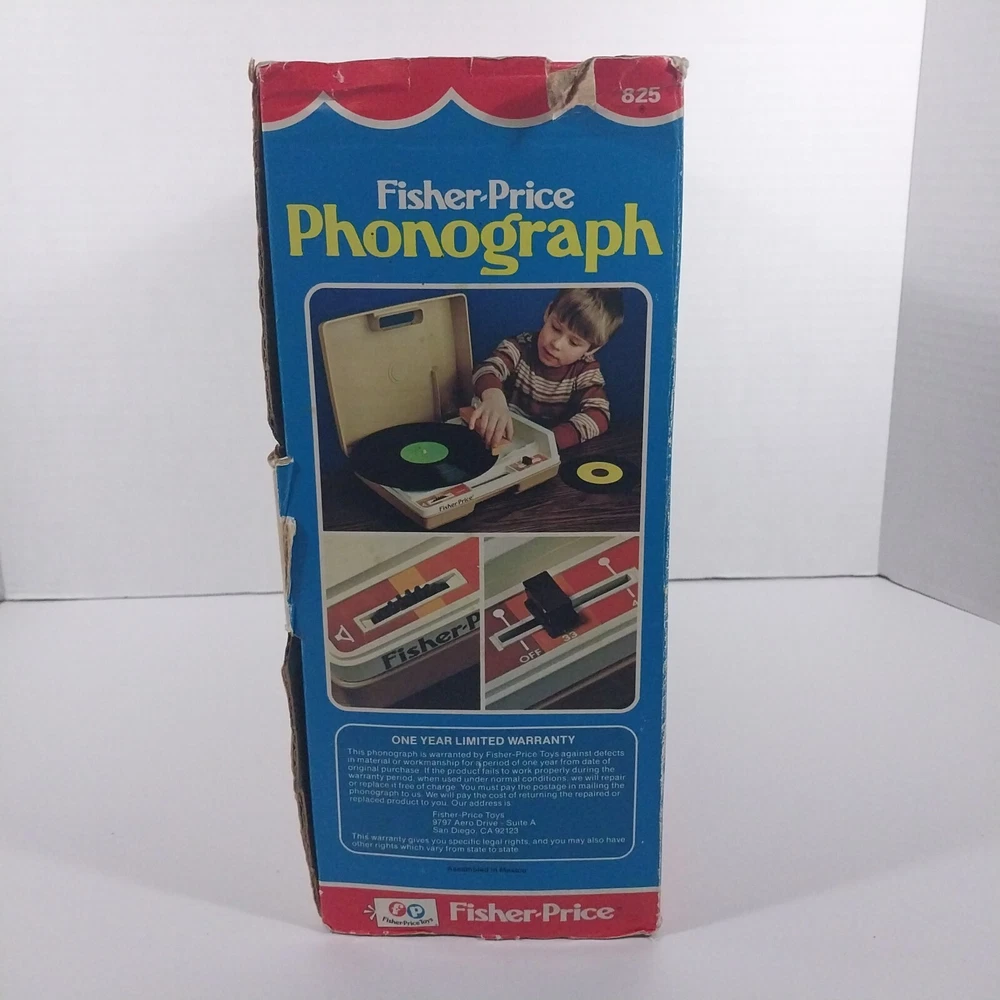 825
Fisher-Price
Phonograph
Fisher-Price
Fisher-P
OFF
33
4
ONE YEAR LIMITED WARRANTY
This phonograph is warranted by Fisher-Price Toys against defects
in material or workmanship for a period of one year from date of
original purchase. If the product fails to work properly during the
warranty period, when used under normal conditions, we will repair
or replace it free of charge. You must pay the postage in mailing the
phonograph to us. We will pay the cost of returning the repaired or
replaced product to you. Our address is:
Fisher-Price Toys
9797 Aero Drive - Suite A
San Diego, CA 92123
This warranty gives you specific legal rights, and you may also have
other rights which vary from state to state.
Assembled in Mexico
fp
Fisher-Price Toys
Fisher-Price